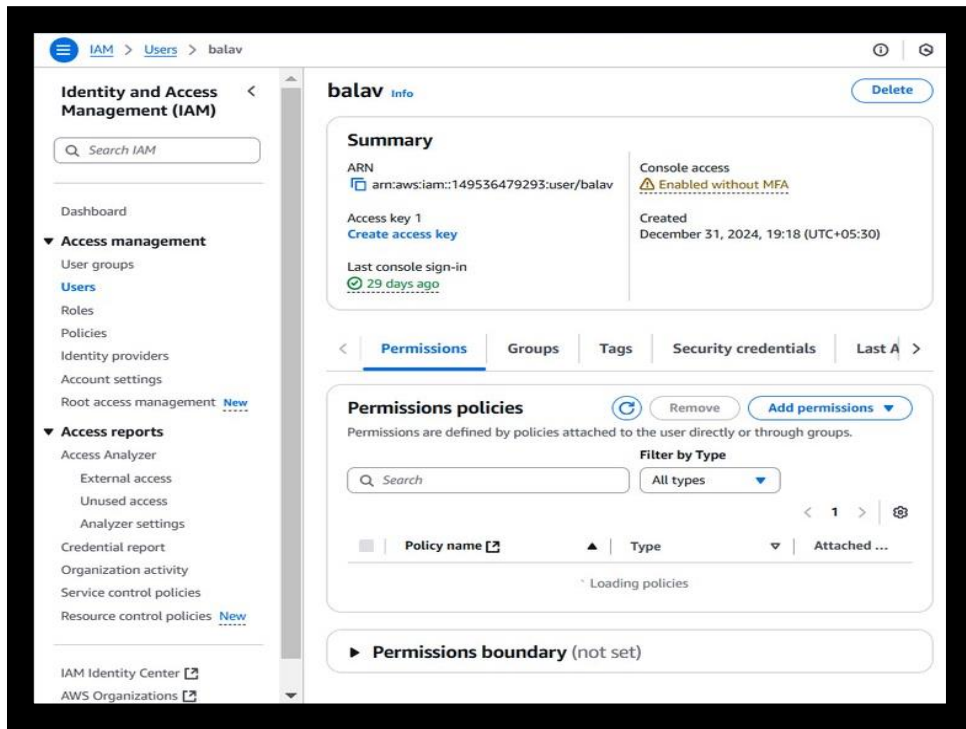 IAM > Users > balav
Identity and Access
Management (IAM)
Search IAM
Dashboard
Access management
User groups
Users
Roles
Policies
Identity providers
Account settings
Root access management New
Access reports
Access Analyzer
External access
Unused access
Analyzer settings
Credential report
Organization activity
Service control policies
Resource control policies New
IAM Identity Center
AWS Organizations
balav Info
Delete
Summary
ARN
arn:aws:iam::149536479293:user/balav
Console access
Enabled without MFA
Access key 1
Create access key
Created
December 31, 2024, 19:18 (UTC+05:30)
Last console sign-in
29 days ago
Permissions Groups Tags Security credentials Last A
Permissions policies
Remove Add permissions
Permissions are defined by policies attached to the user directly or through groups.
Filter by Type
Search
All types
< 1 >
Policy name Type Attached ...
Loading policies
Permissions boundary (not set)